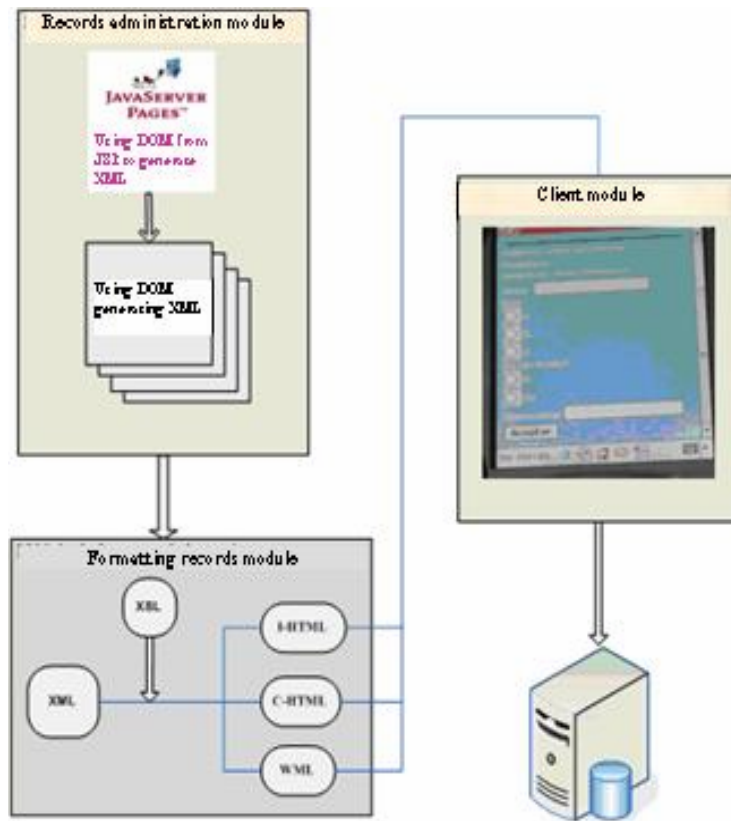 Records administration module
JAVASERVER
PAGES™
Using DOM from
JSP to generate
XML
Using DOM
generating XML
Client module
Formatting records module
XSL
XML
I-HTML
C-HTML
WML